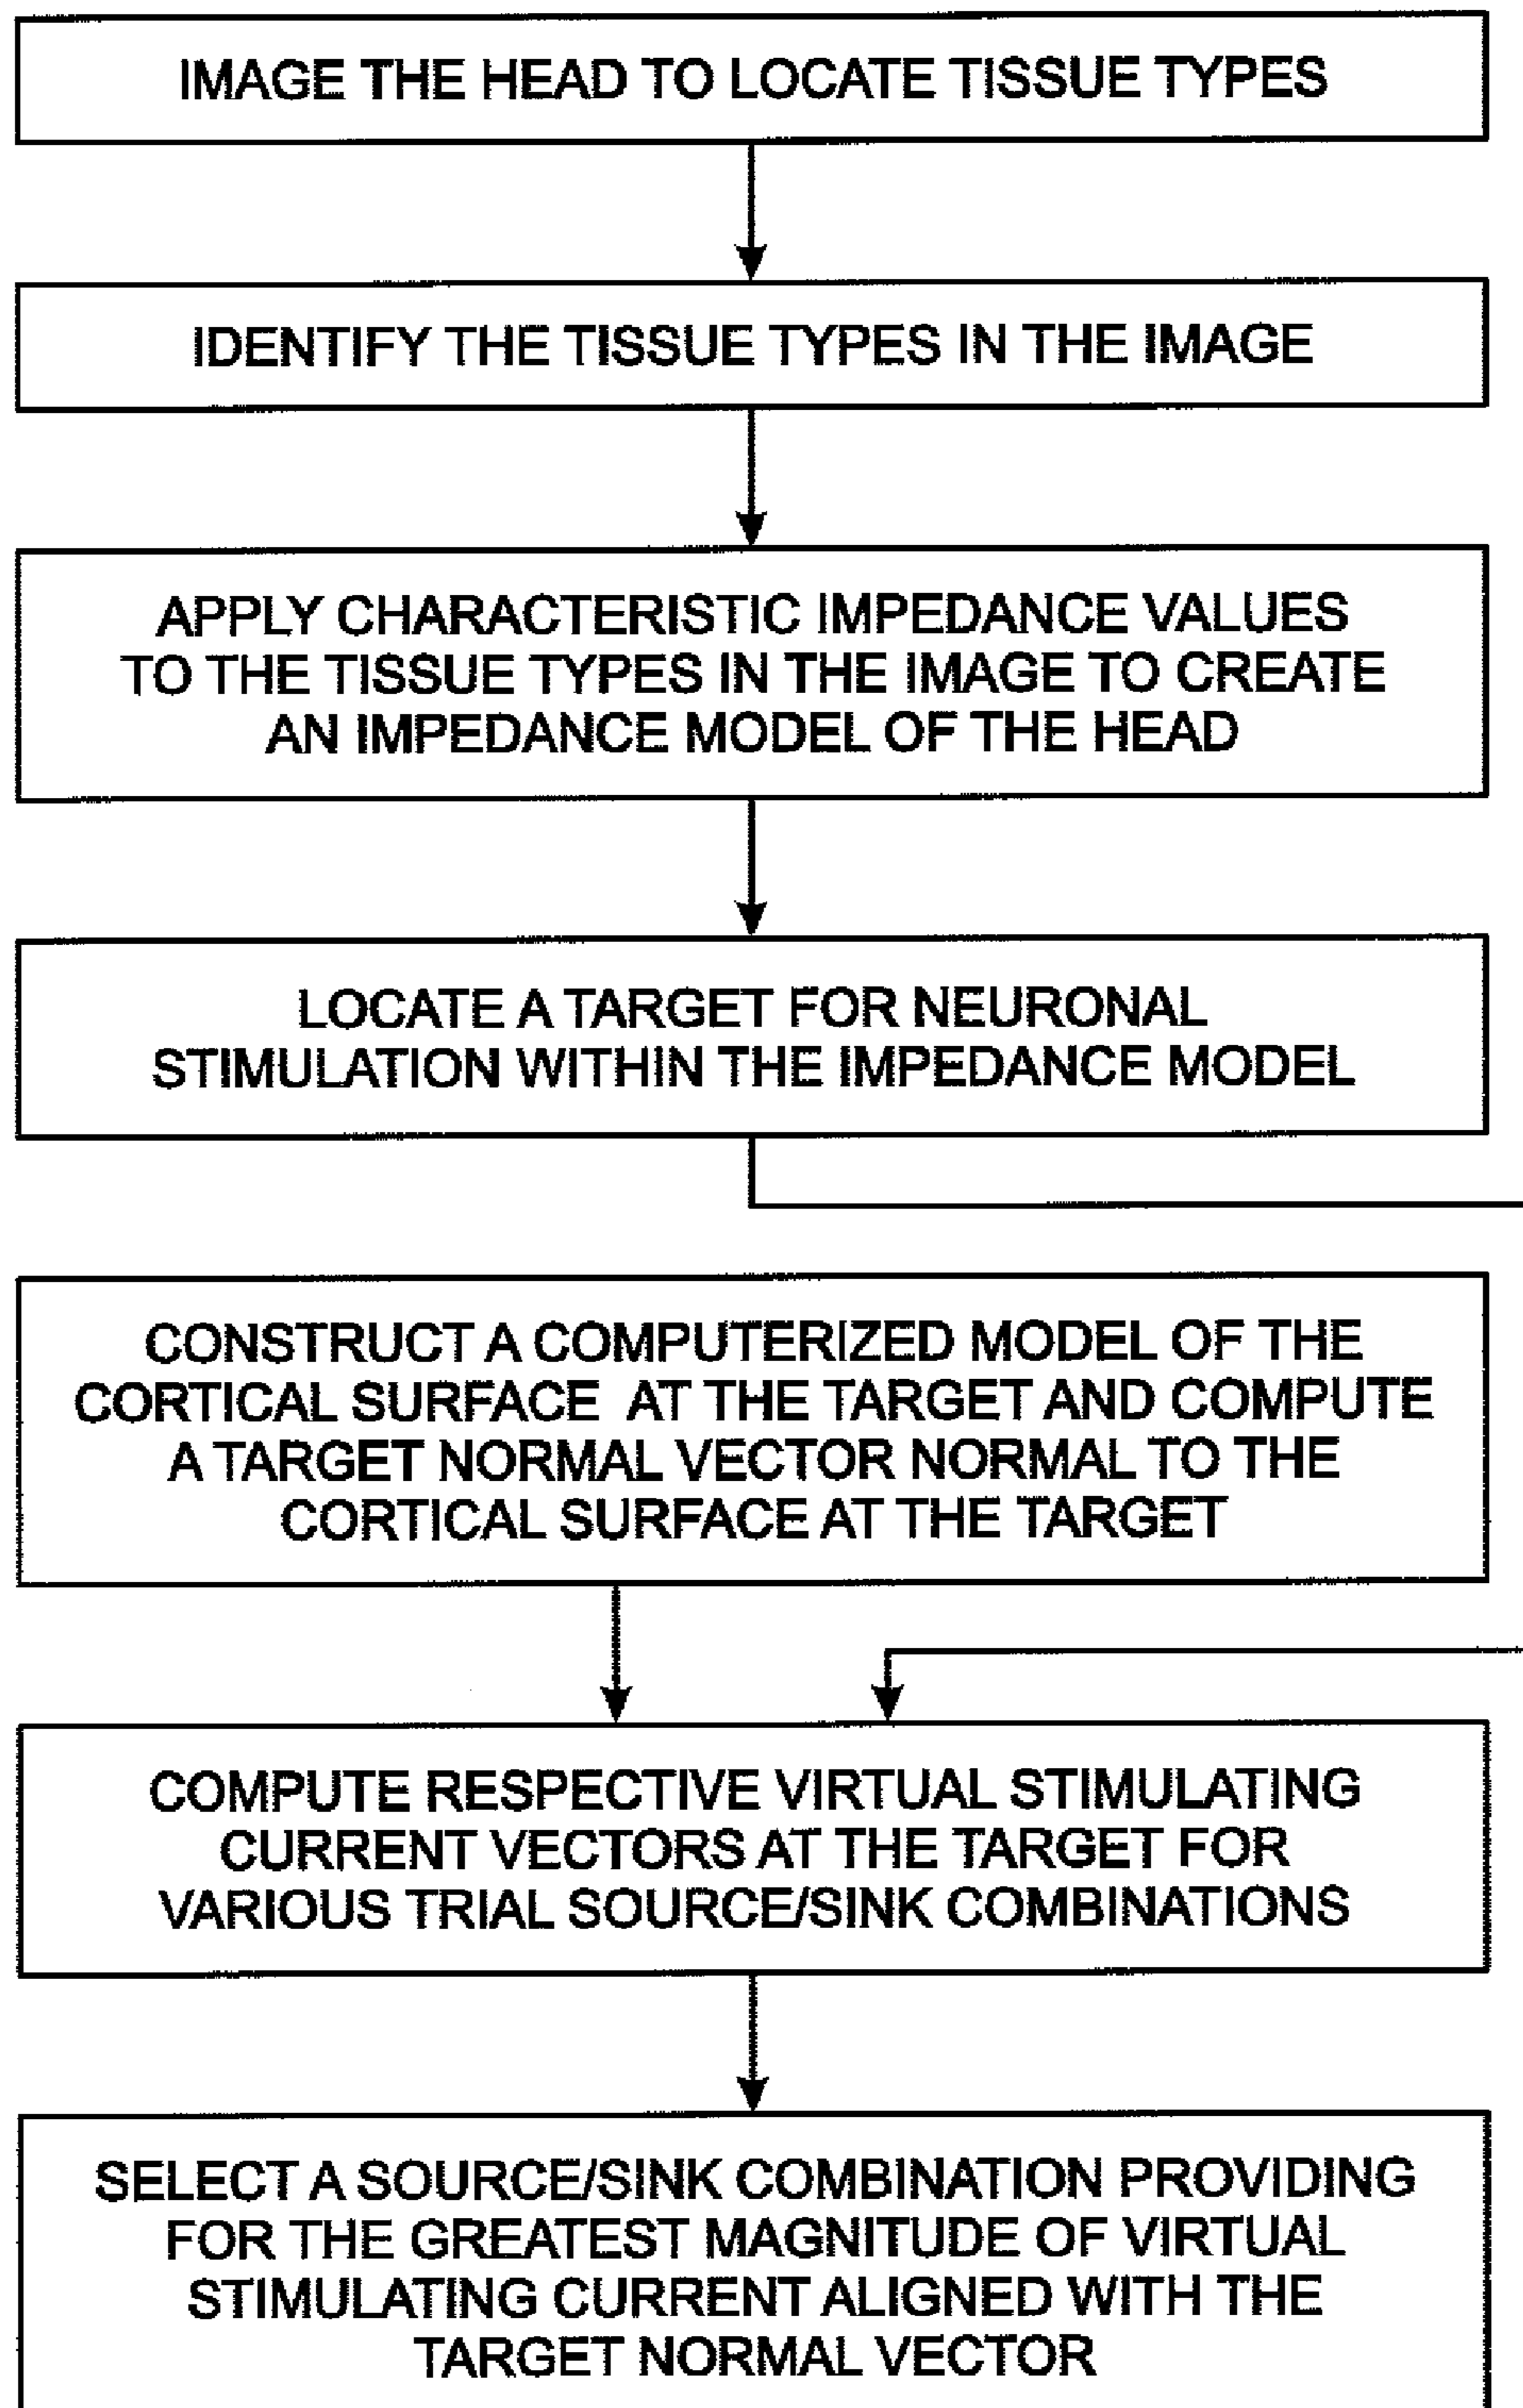 IMAGE THE HEAD TO LOCATE TISSUE TYPES
IDENTIFY THE TISSUE TYPES IN THE IMAGE
APPLY CHARACTERISTIC IMPEDANCE VALUES
TO THE TISSUE TYPES IN THE IMAGE TO CREATE
AN IMPEDANCE MODEL OF THE HEAD
LOCATE A TARGET FOR NEURONAL
STIMULATION WITHIN THE IMPEDANCE MODEL
CONSTRUCT A COMPUTERIZED MODEL OF THE
CORTICAL SURFACE AT THE TARGET AND COMPUTE
A TARGET NORMAL VECTOR NORMAL TO THE
CORTICAL SURFACE AT THE TARGET
COMPUTE RESPECTIVE VIRTUAL STIMULATING
CURRENT VECTORS AT THE TARGET FOR
VARIOUS TRIAL SOURCE/SINK COMBINATIONS
SELECT A SOURCE/SINK COMBINATION PROVIDING
FOR THE GREATEST MAGNITUDE OF VIRTUAL
STIMULATING CURRENT ALIGNED WITH THE
TARGET NORMAL VECTOR